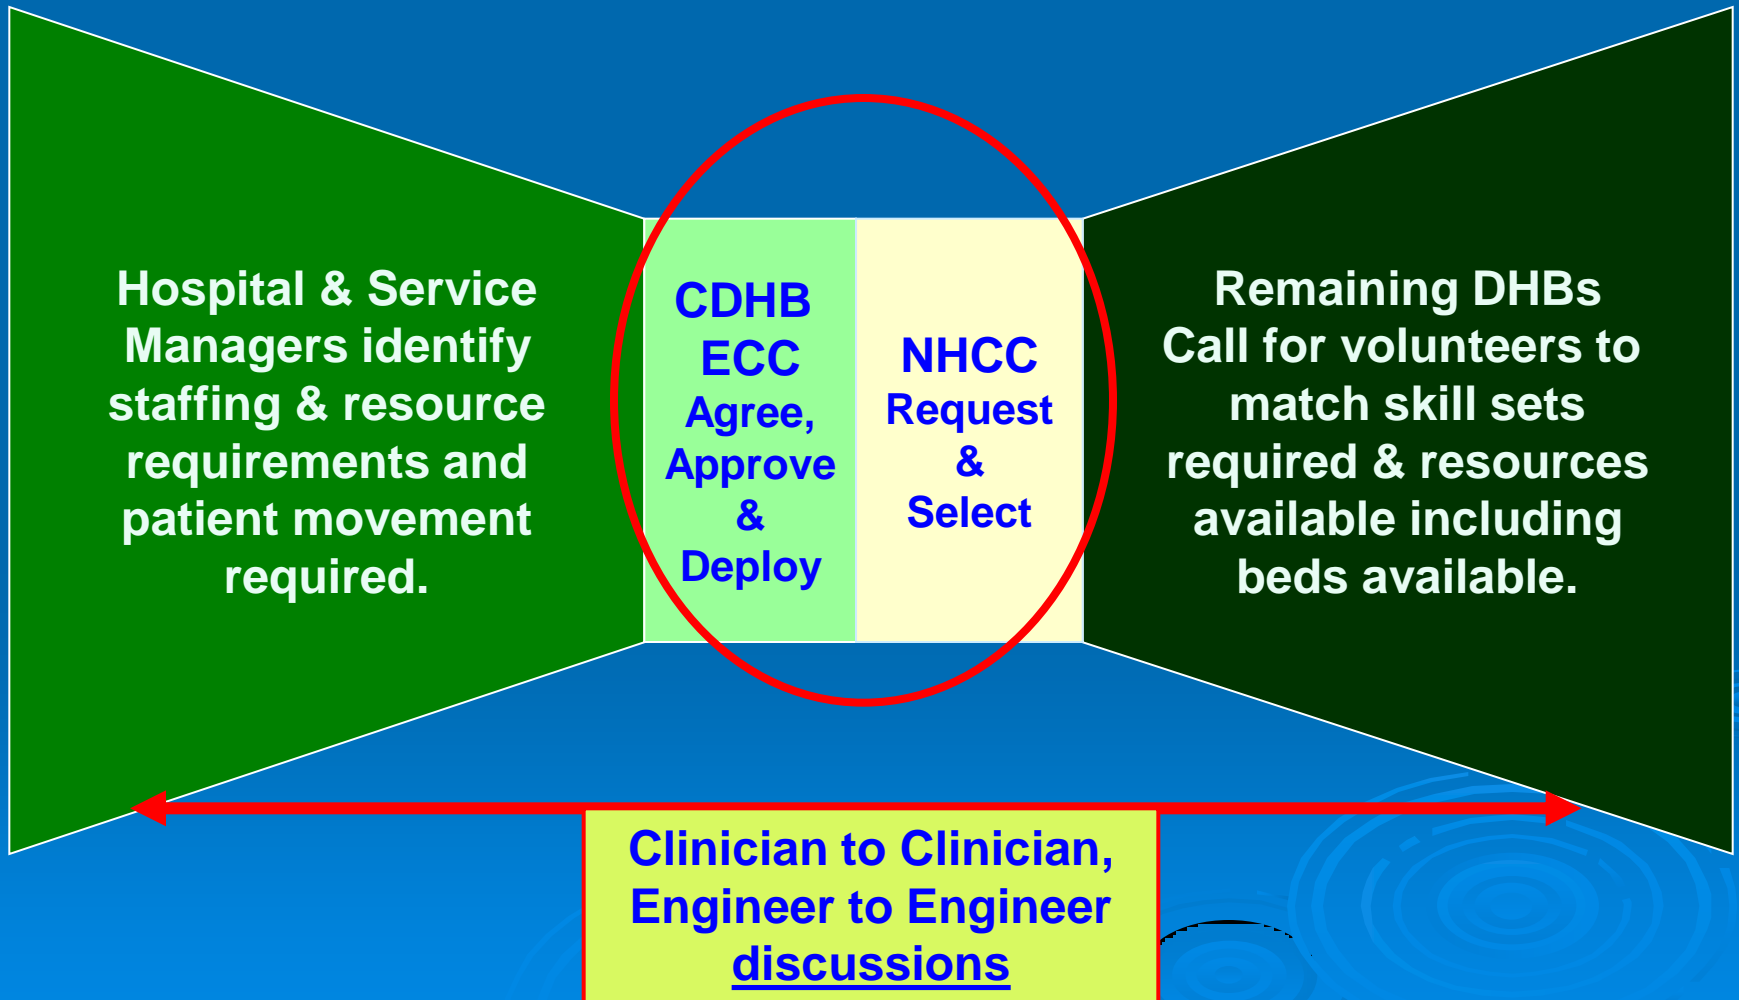 Hospital & Service
Managers identify
staffing & resource
requirements and
patient movement
required.
CDHB
ECC
Agree,
Approve
&
Deploy
NHCC
Request
&
Select
Remaining DHBs
Call for volunteers to
match skill sets
required & resources
available including
beds available.
Clinician to Clinician,
Engineer to Engineer
discussions